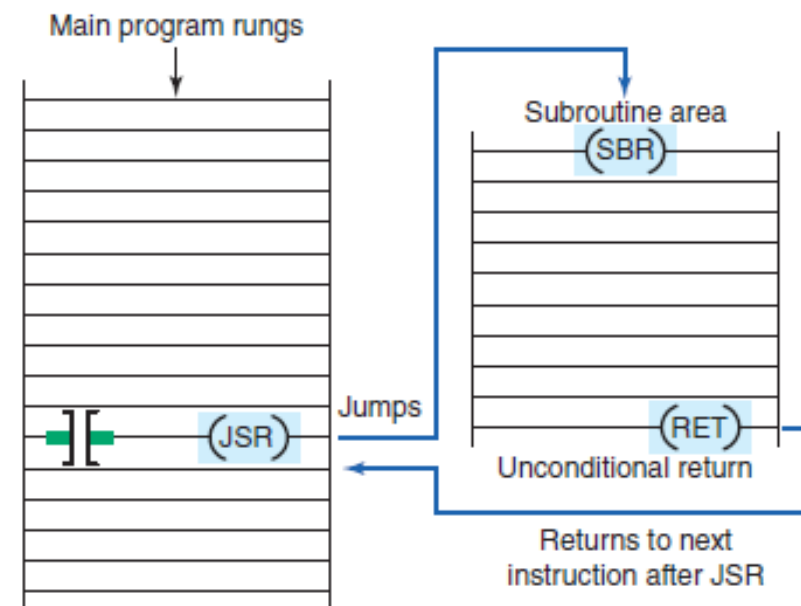 Main program rungs
Subroutine area
SBR
Jumps
JSR
RET
Unconditional return
Returns to next
instruction after JSR